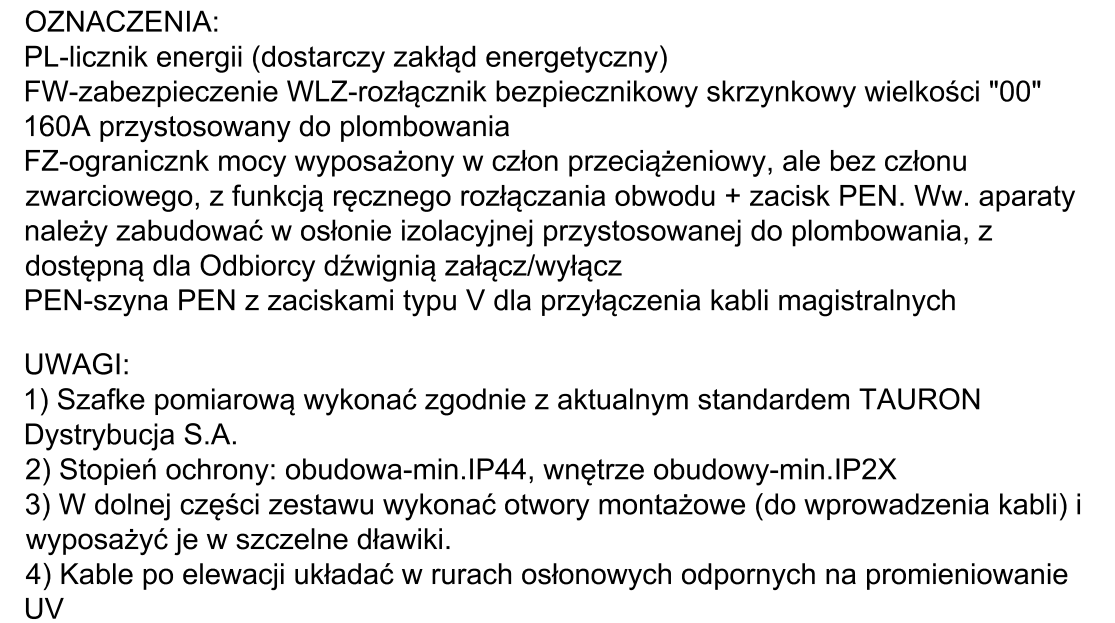 OZNACZENIA:
PL-licznik energii (dostarczy zakłąd energetyczny)
FW-zabezpieczenie WLZ-rozłącznik bezpiecznikowy skrzynkowy wielkości "00"
160A przystosowany do plombowania
FZ-ogranicznk mocy wyposażony w człon przeciążeniowy, ale bez członu
zwarciowego, z funkcją ręcznego rozłączania obwodu + zacisk PEN. Ww. aparaty
należy zabudować w osłonie izolacyjnej przystosowanej do plombowania, z
dostępną dla Odbiorcy dźwignią załącz/wyłącz
PEN-szyna PEN z zaciskami typu V dla przyłączenia kabli magistralnych
UWAGI:
1) Szafke pomiarową wykonać zgodnie z aktualnym standardem TAURON
Dystrybucja S.A.
2) Stopień ochrony: obudowa-min.IP44, wnętrze obudowy-min.IP2X
3) W dolnej części zestawu wykonać otwory montażowe (do wprowadzenia kabli) i
wyposażyć je w szczelne dławiki.
4) Kable po elewacji układać w rurach osłonowych odpornych na promieniowanie
UV